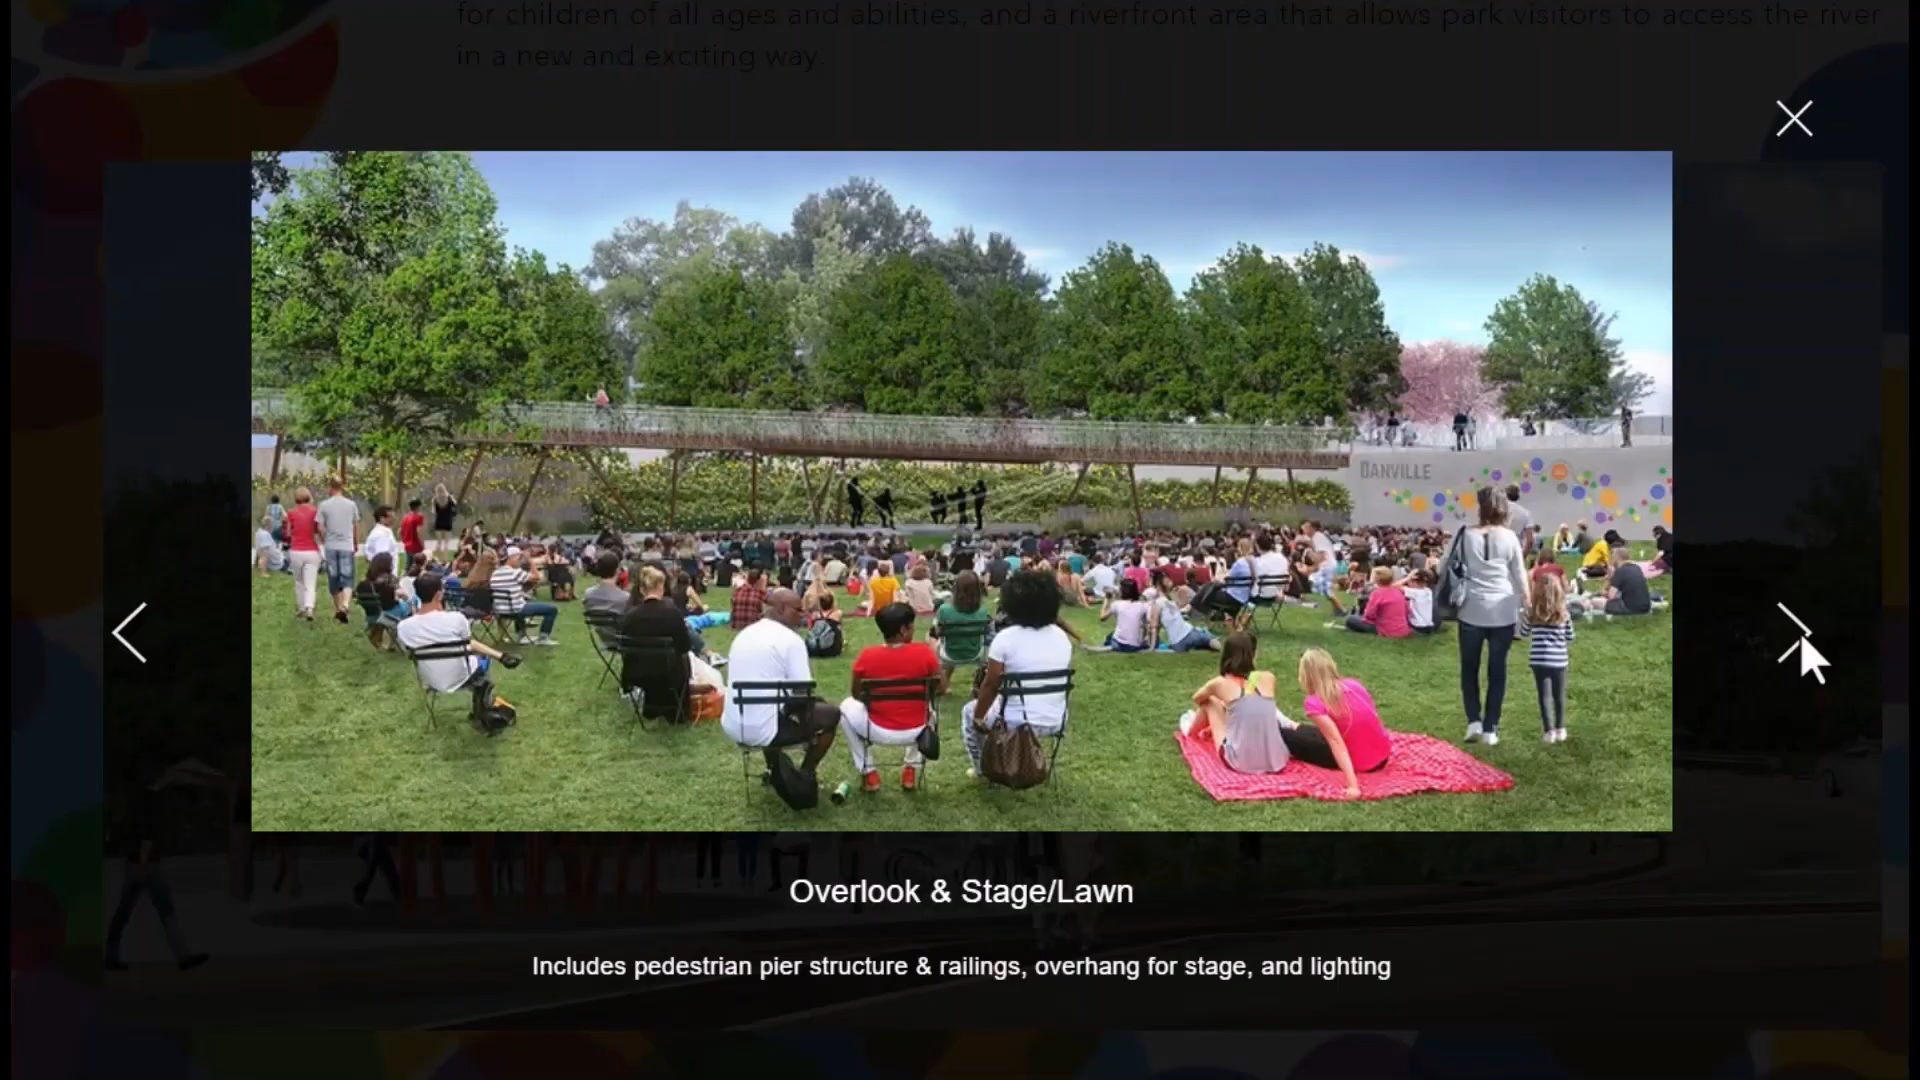 for children of all ages and abilities, and a riverfront area that allows park visitors to access the river
in a new and exciting way.
DANVILLE
Overlook & Stage/Lawn
Includes pedestrian pier structure & railings, overhang for stage, and lighting